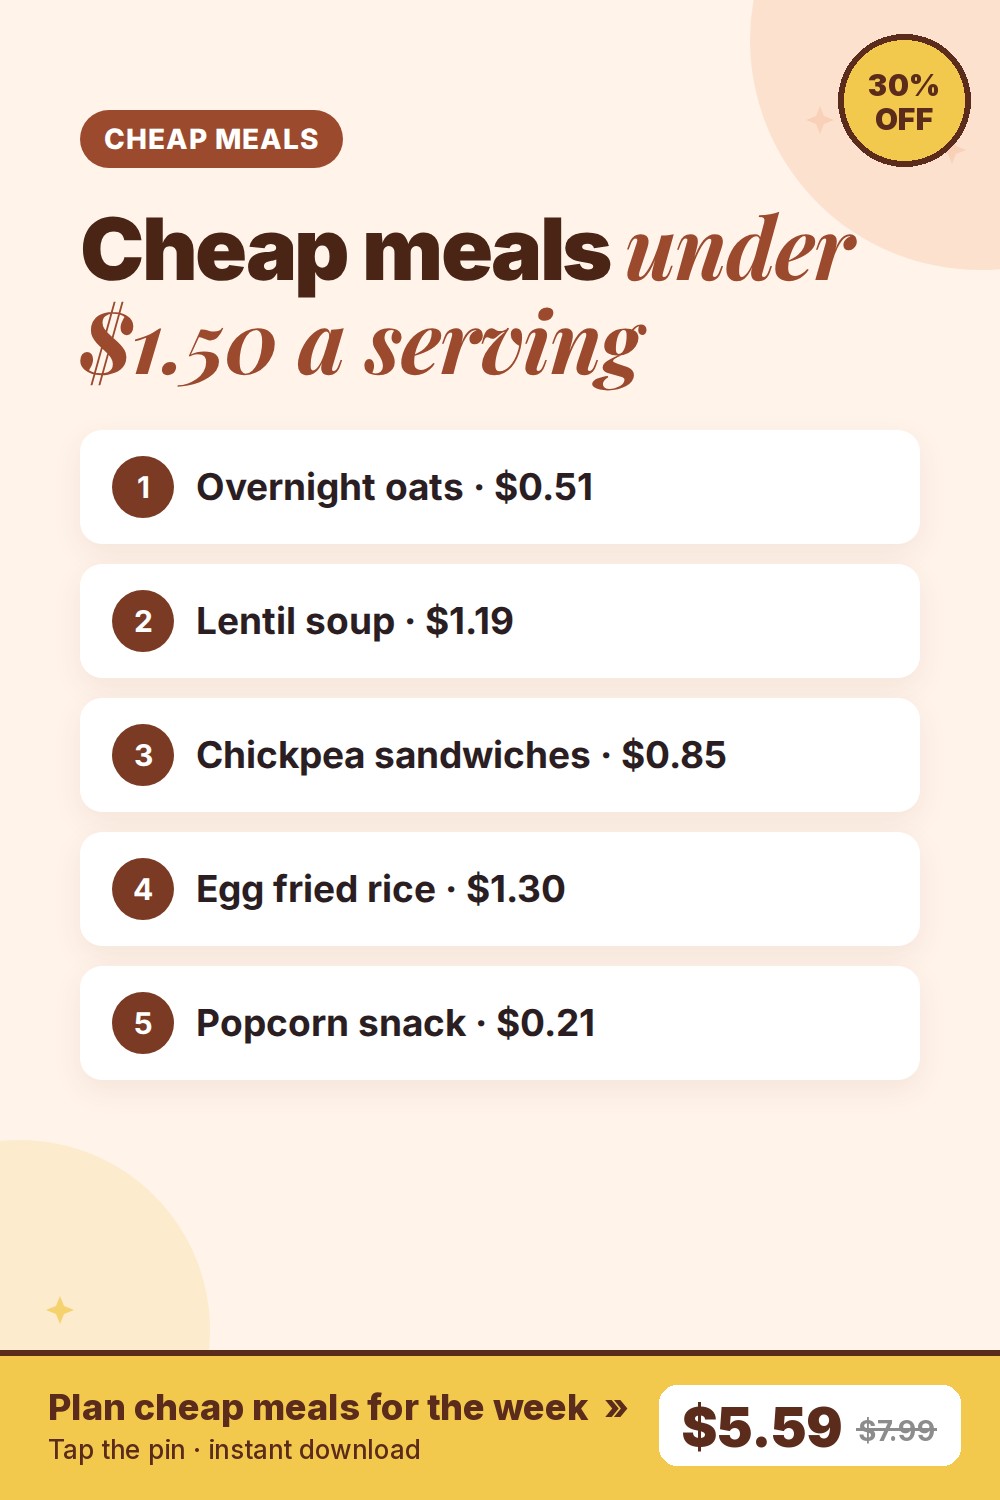 30%
OFF
CHEAP MEALS
Cheap meals under
$1.50 a serving
1 Overnight oats · $0.51
2 Lentil soup · $1.19
3 Chickpea sandwiches · $0.85
4 Egg fried rice · $1.30
5 Popcorn snack · $0.21
Plan cheap meals for the week »
Tap the pin · instant download
$5.59 $7.99